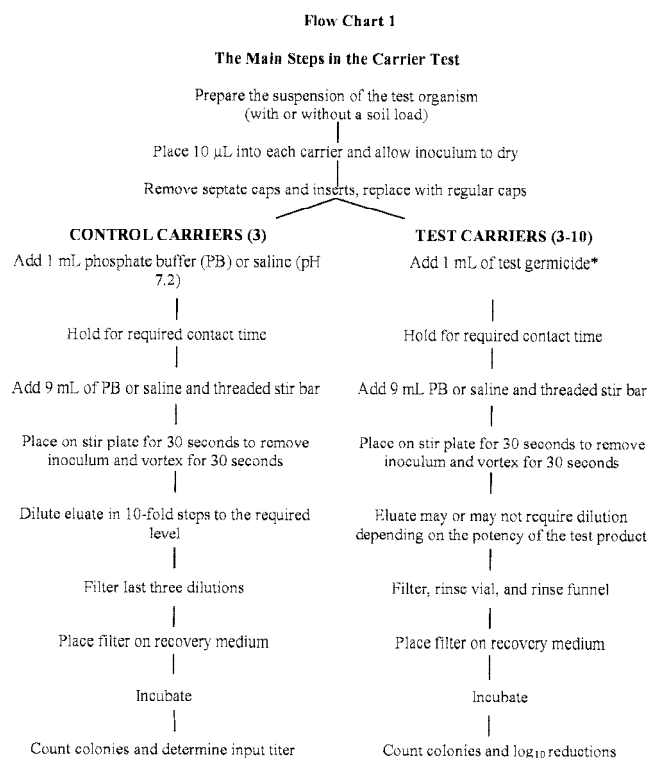 Flow Chart 1
The Main Steps in the Carrier Test
Prepare the suspension of the test organism
(with or without a soil load)
Place 10 µL into each carrier and allow inoculum to dry
Remove septate caps and inserts, replace with regular caps
CONTROL CARRIERS (3)
Add 1 mL phosphate buffer (PB) or saline (pH
7.2)
Hold for required contact time
Add 9 mL of PB or saline and threaded stir bar
Place on stir plate for 30 seconds to remove
inoculum and vortex for 30 seconds
Dilute eluate in 10-fold steps to the required
level
Filter last three dilutions
Place filter on recovery medium
Incubate
Count colonies and determine input titer
TEST CARRIERS (3-10)
Add 1 mL of test germicide*
Hold for required contact time
Add 9 mL PB or saline and threaded stir bar
Place on stir plate for 30 seconds to remove
inoculum and vortex for 30 seconds
Eluate may or may not require dilution
depending on the potency of the test product
Filter, rinse vial, and rinse funnel
Place filter on recovery medium
Incubate
Count colonies and log₁₀ reductions